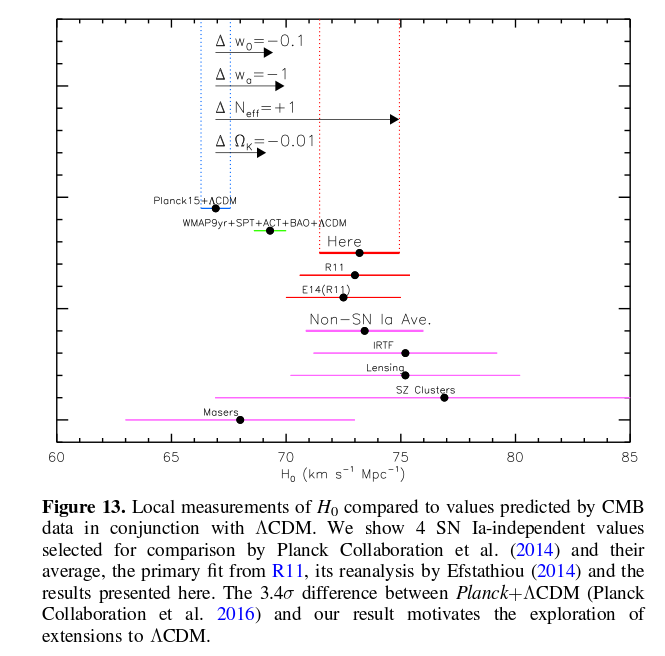 Δ w₀=−0.1
Δ wₐ=−1
Δ Neff=+1
Δ Ωκ=−0.01
Planck15+ΛCDM
WMAP9yr+SPT+ACT+BAO+ΛCDM
Here
R11
E14(R11)
Non−SN Ia Ave.
IRTF
Lensing
SZ Clusters
Masers
60 65 70 75 80 85
H₀ (km s⁻¹ Mpc⁻¹)
Figure 13. Local measurements of H₀ compared to values predicted by CMB
data in conjunction with ΛCDM. We show 4 SN Ia-independent values
selected for comparison by Planck Collaboration et al. (2014) and their
average, the primary fit from R11, its reanalysis by Efstathiou (2014) and the
results presented here. The 3.4σ difference between Planck+ΛCDM (Planck
Collaboration et al. 2016) and our result motivates the exploration of
extensions to ΛCDM.